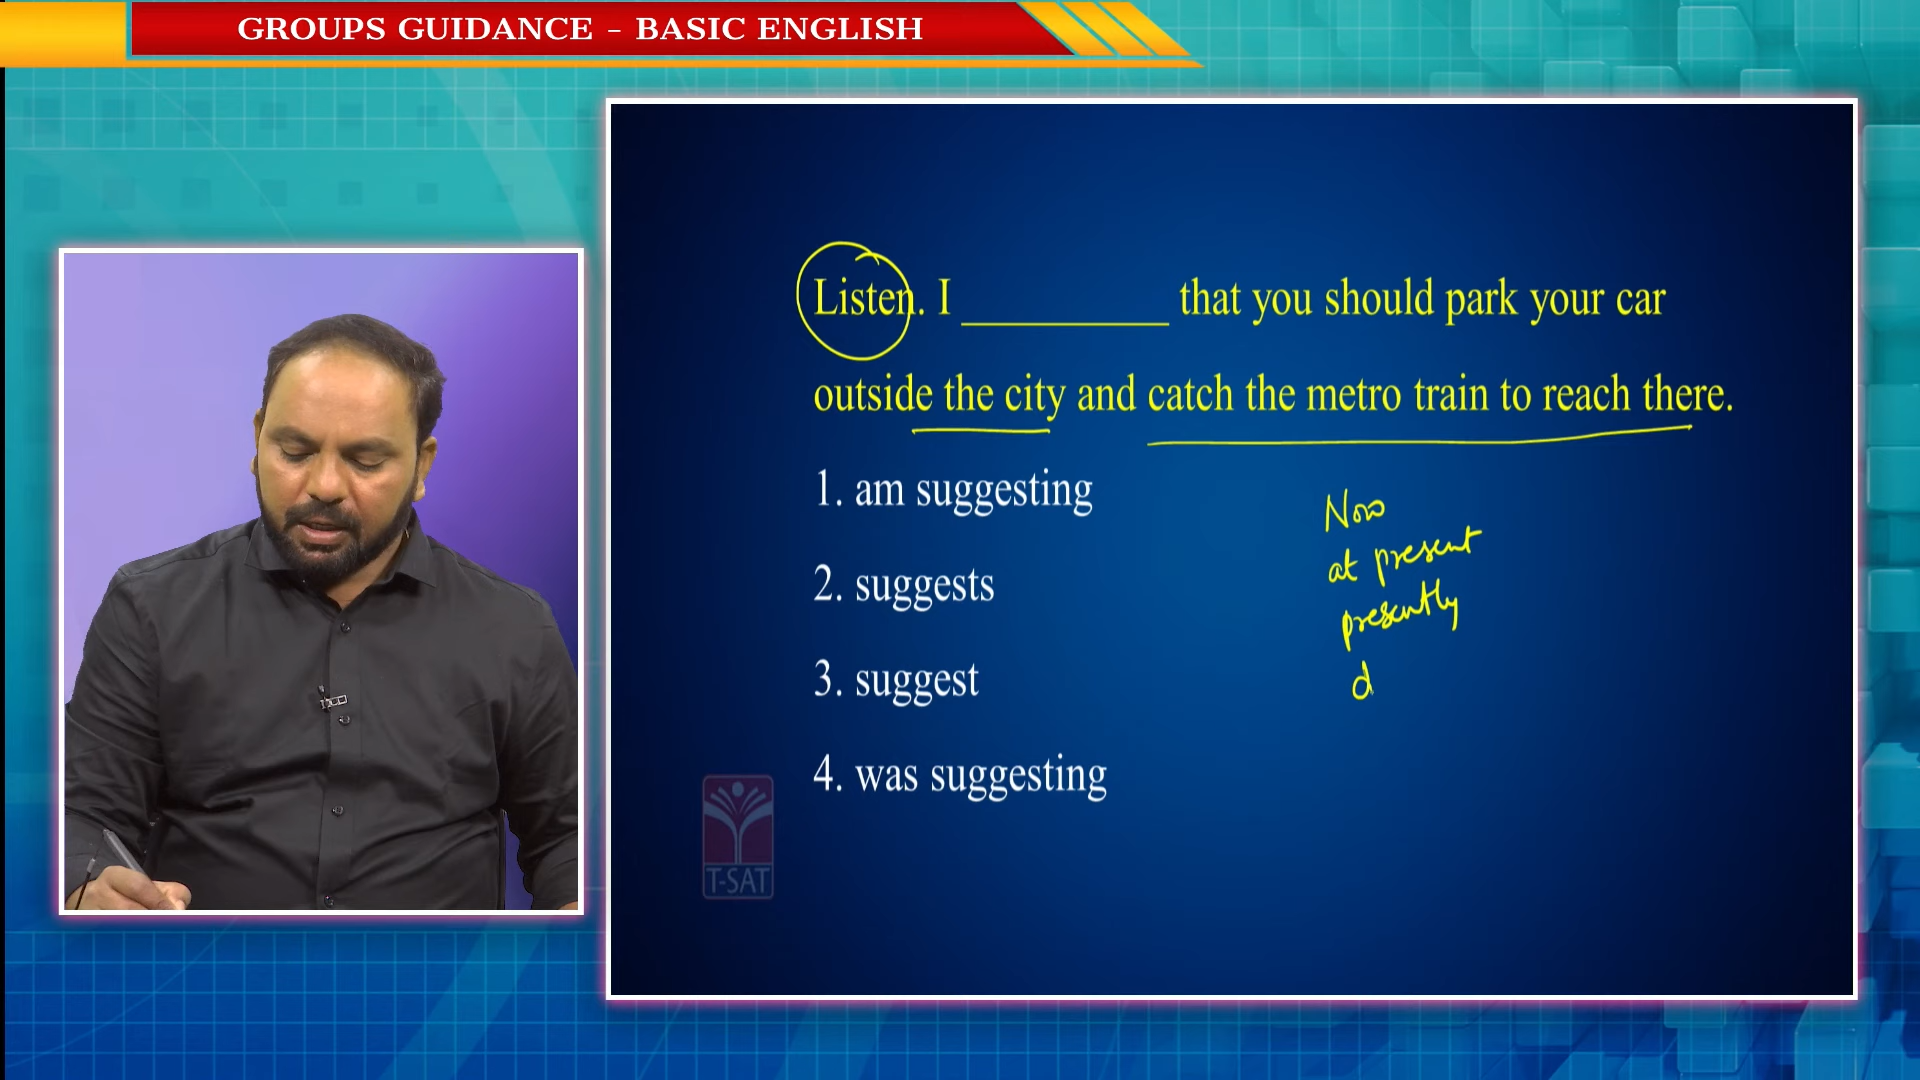 GROUPS GUIDANCE - BASIC ENGLISH
Listen. I __________ that you should park your car
outside the city and catch the metro train to reach there.
1. am suggesting
2. suggests
3. suggest
4. was suggesting
Now
at present
presently
d
T-SAT